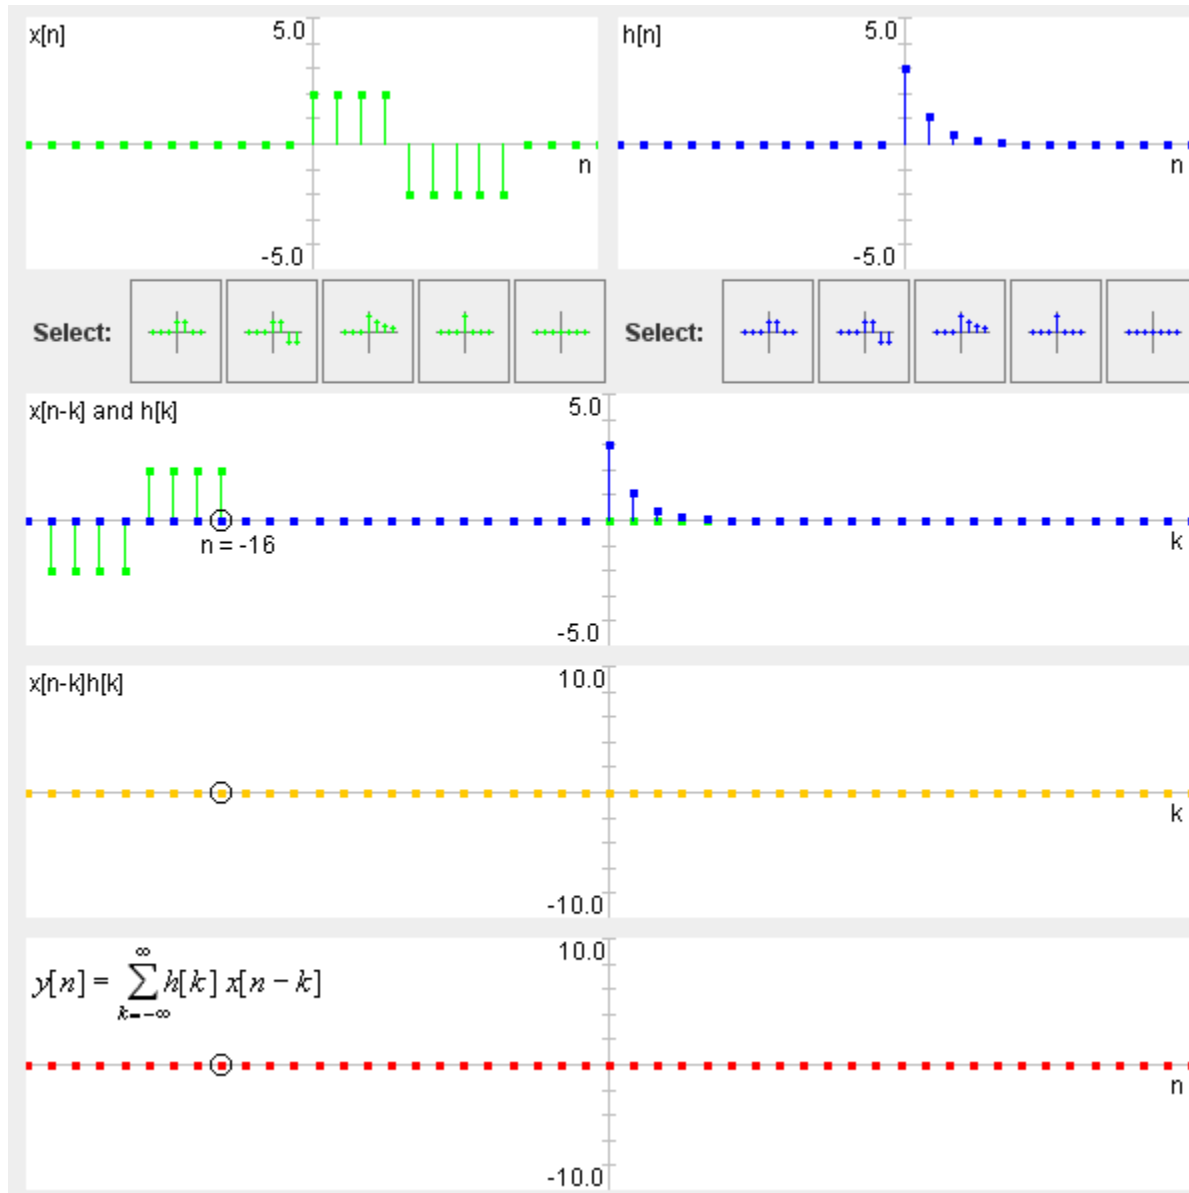 x[n]
5.0
n
-5.0
h[n]
5.0
n
-5.0
Select:
Select:
x[n-k] and h[k]
5.0
n = -16
k
-5.0
x[n-k]h[k]
10.0
k
-10.0
10.0
y[n] = ∞∑k=-∞ h[k] x[n − k]
n
-10.0